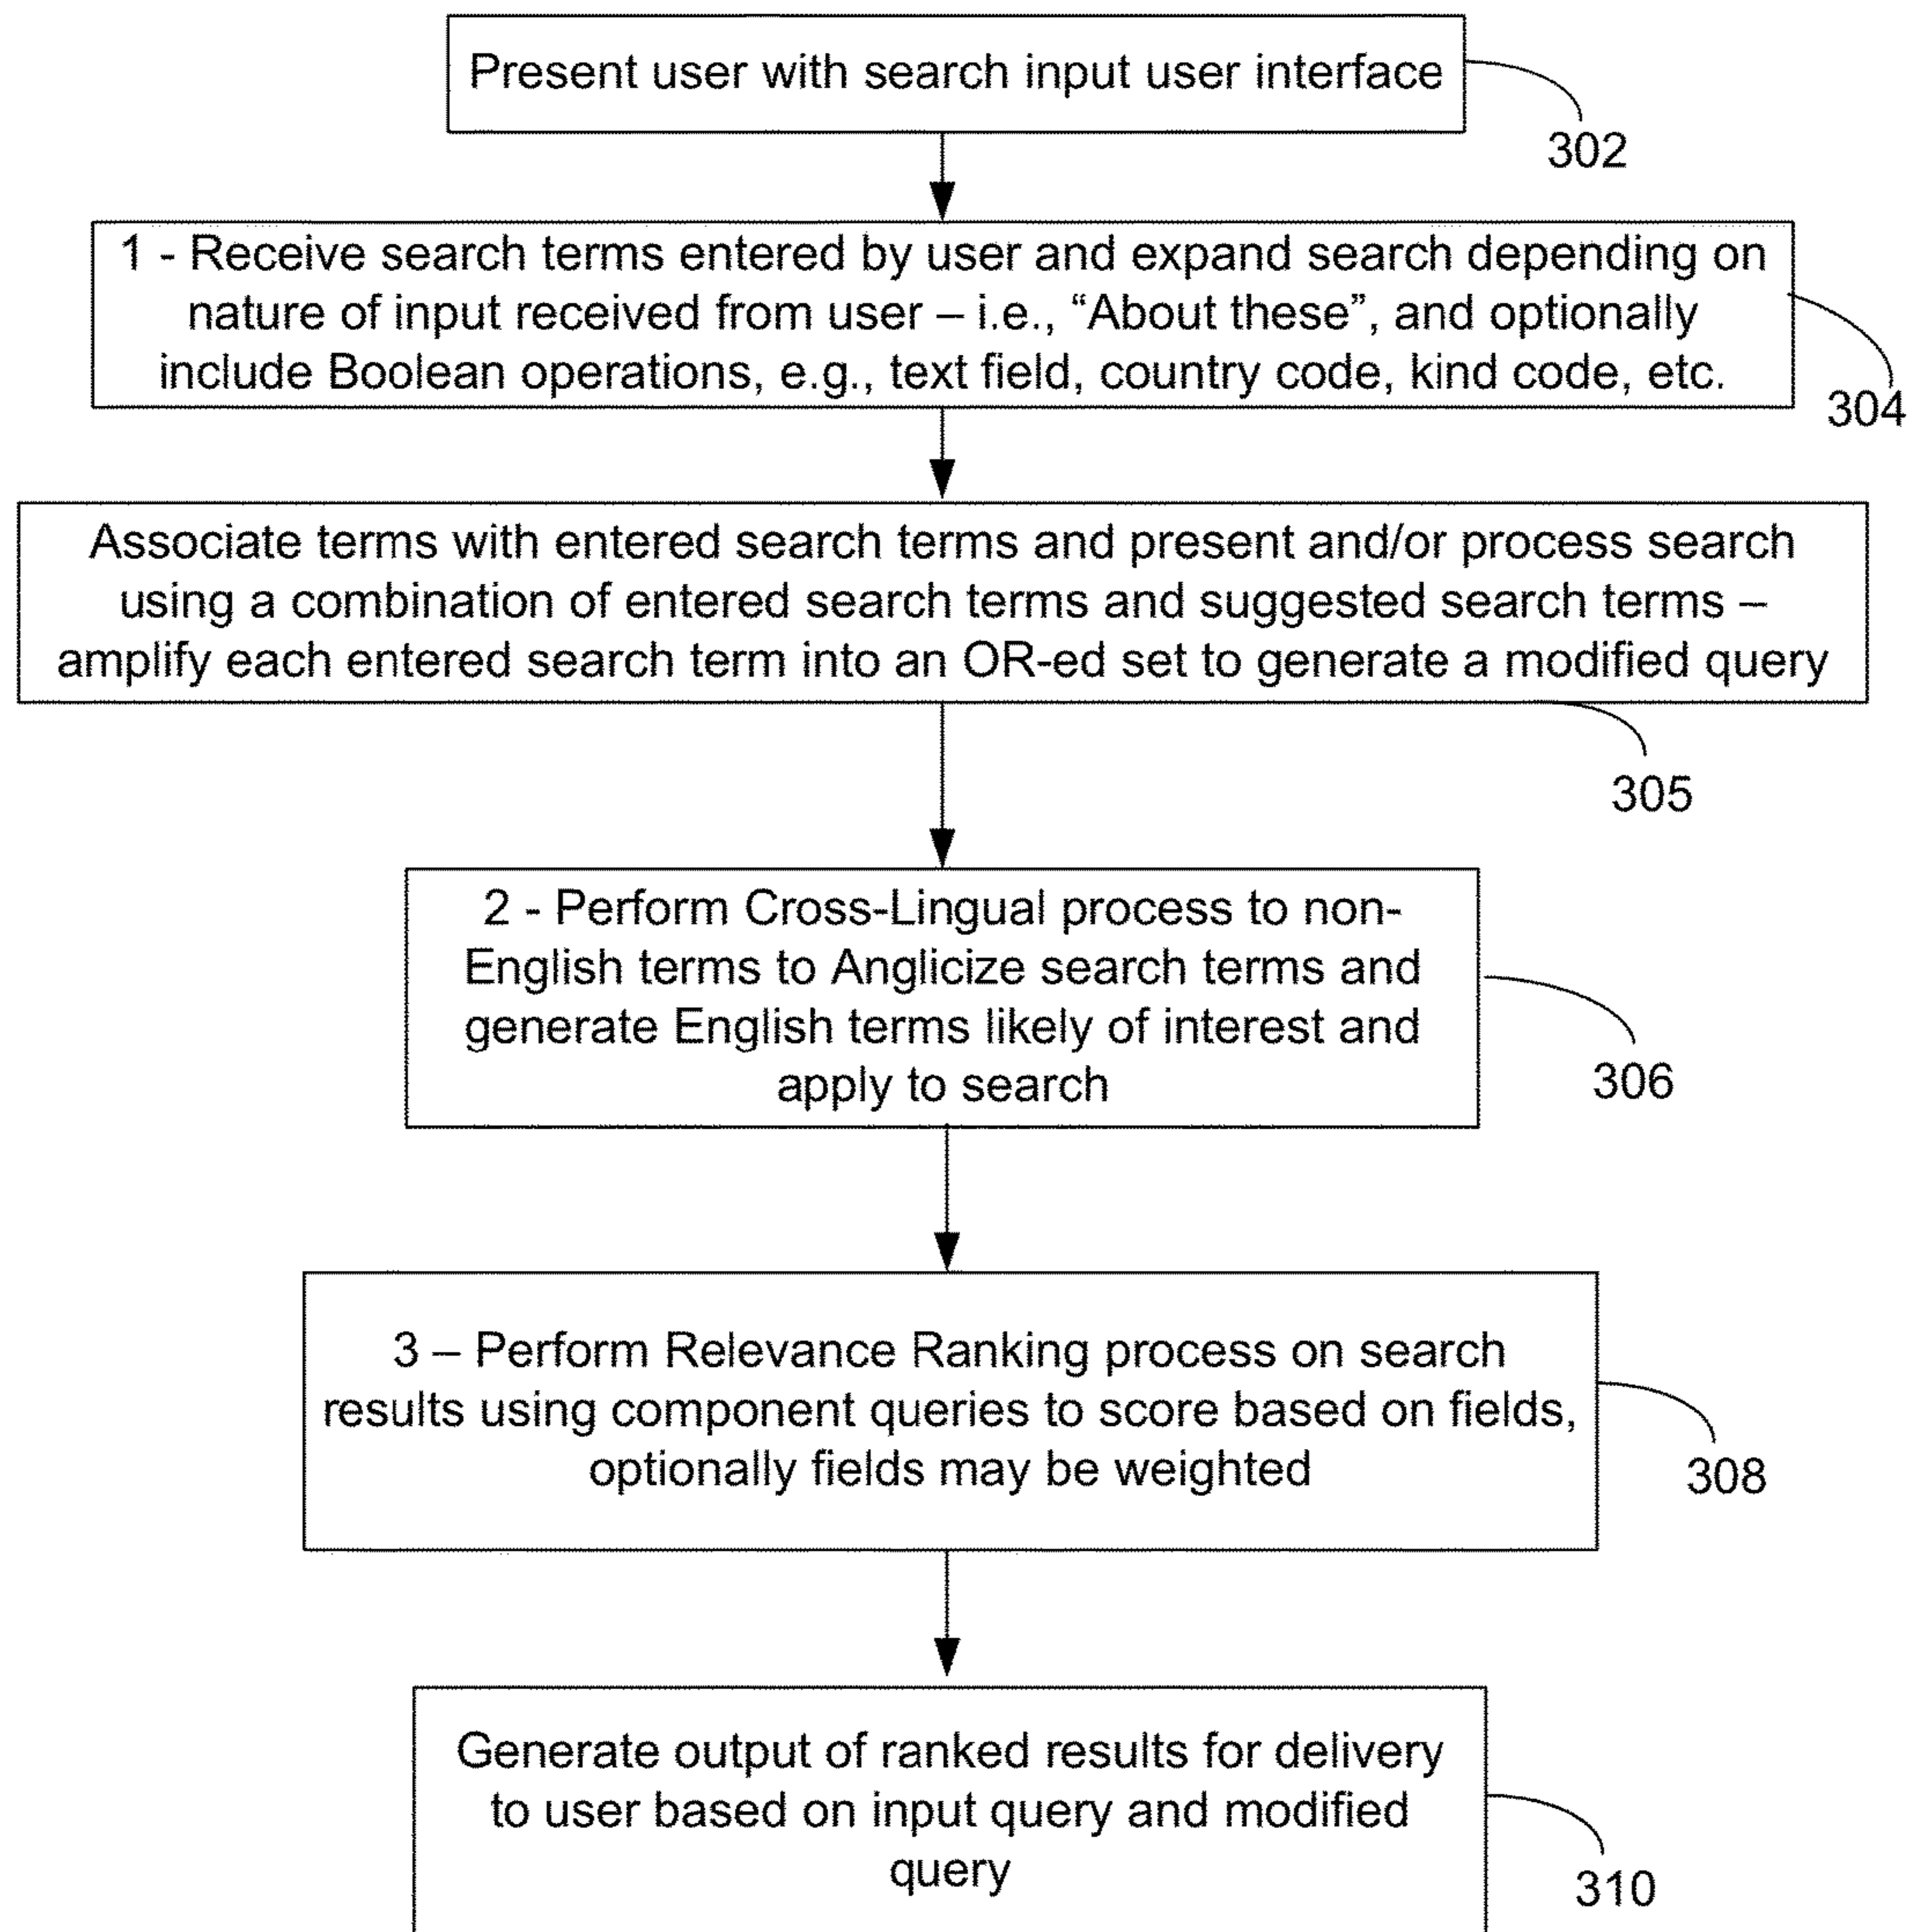 Present user with search input user interface
302
1 - Receive search terms entered by user and expand search depending on
nature of input received from user – i.e., “About these”, and optionally
include Boolean operations, e.g., text field, country code, kind code, etc.
304
Associate terms with entered search terms and present and/or process search
using a combination of entered search terms and suggested search terms –
amplify each entered search term into an OR-ed set to generate a modified query
305
2 - Perform Cross-Lingual process to non-
English terms to Anglicize search terms and
generate English terms likely of interest and
apply to search
306
3 – Perform Relevance Ranking process on search
results using component queries to score based on fields,
optionally fields may be weighted
308
Generate output of ranked results for delivery
to user based on input query and modified
query
310